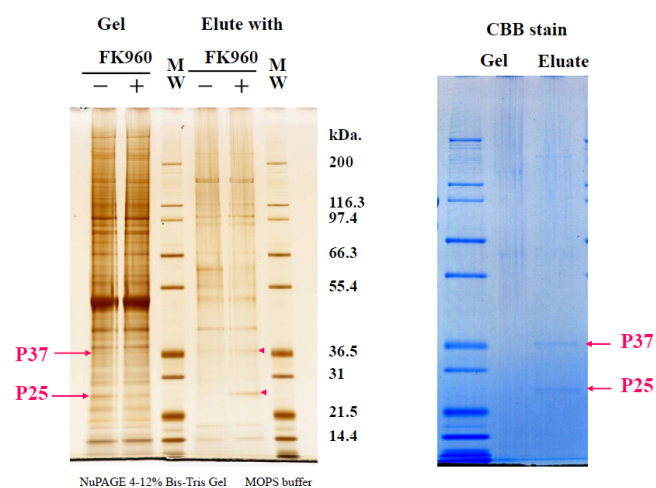 Gel Elute with
FK960 M W FK960 M W
− + − +
kDa.
200
116.3
97.4
66.3
55.4
36.5
31
21.5
14.4
P37
P25
NuPAGE 4-12% Bis-Tris Gel MOPS buffer
CBB stain
Gel Eluate
P37
P25